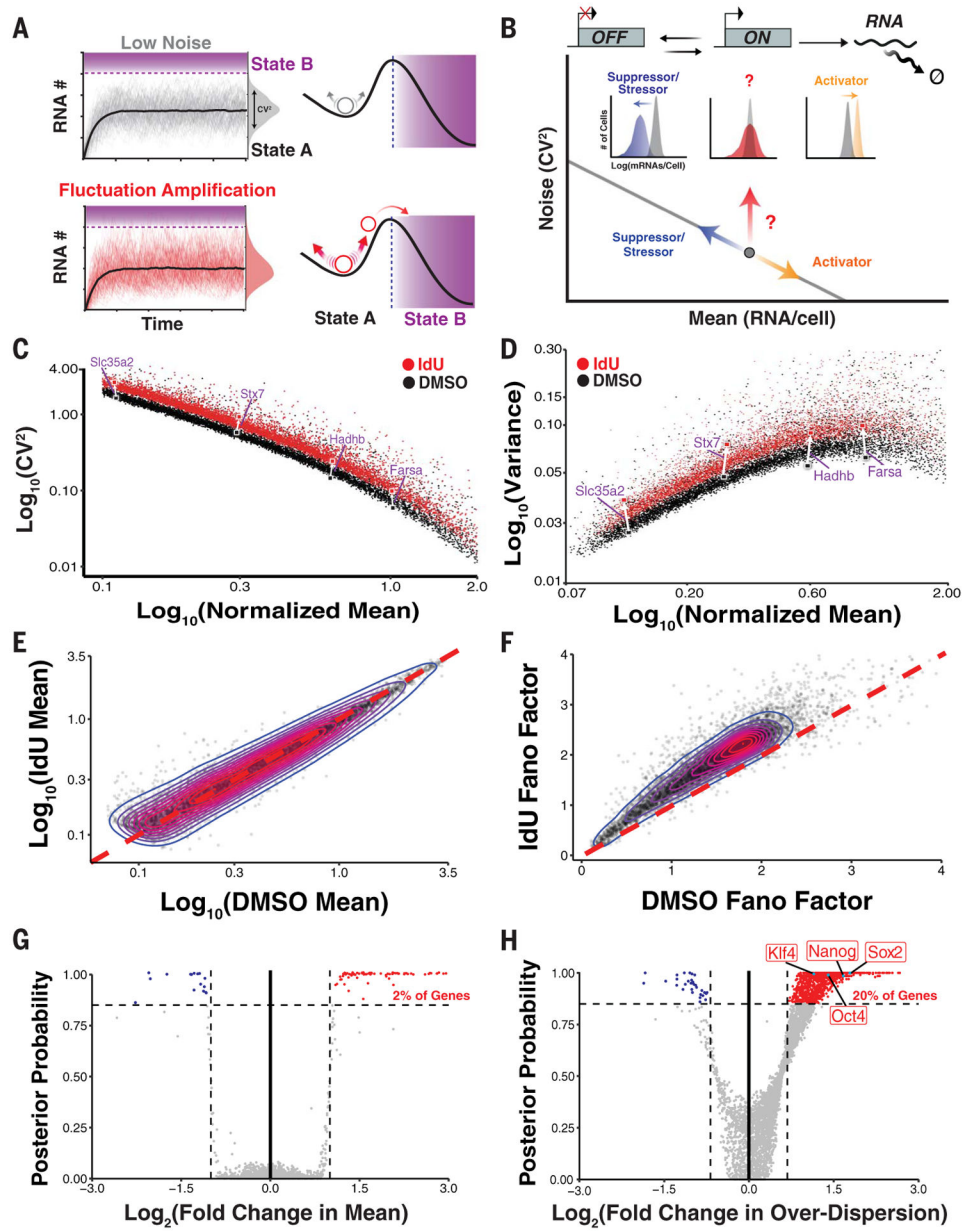 A
Low Noise
State B
RNA #
CV²
State A
Fluctuation Amplification
RNA #
Time
State A
State B
B
OFF
ON
RNA
Ø
Noise (CV²)
Suppressor/
Stressor
?
Activator
# of Cells
Log(mRNAs/Cell)
?
Suppressor/
Stressor
Activator
Mean (RNA/cell)
C
Log₁₀(CV²)
4.00
1.00
0.10
0.01
Slc35a2
Stx7
Hadhb
Farsa
IdU
DMSO
0.1
0.3
1.0
2.0
Log₁₀(Normalized Mean)
D
Log₁₀(Variance)
0.30
0.10
0.05
0.03
0.01
IdU
DMSO
Stx7
Slc35a2
Hadhb
Farsa
0.07
0.20
0.60
2.00
Log₁₀(Normalized Mean)
E
Log₁₀(IdU Mean)
3.5
1.0
0.3
0.1
0.1
0.3
1.0
3.5
Log₁₀(DMSO Mean)
F
IdU Fano Factor
4
3
2
1
0
0
1
2
3
4
DMSO Fano Factor
G
Posterior Probability
1.00
0.75
0.50
0.25
0.00
2% of Genes
−3.0
−1.5
0.0
1.5
3.0
Log₂(Fold Change in Mean)
H
Posterior Probability
1.00
0.75
0.50
0.25
0.00
Klf4
Nanog
Sox2
Oct4
20% of Genes
−3.0
−1.5
0.0
1.5
3.0
Log₂(Fold Change in Over-Dispersion)